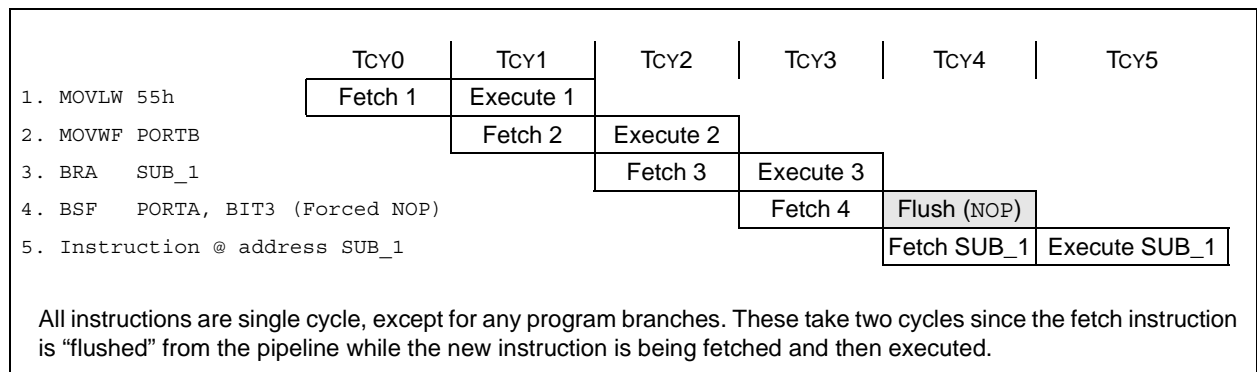 TCY0 TCY1 TCY2 TCY3 TCY4 TCY5
1. MOVLW 55h Fetch 1 Execute 1
2. MOVWF PORTB Fetch 2 Execute 2
3. BRA SUB_1 Fetch 3 Execute 3
4. BSF PORTA, BIT3 (Forced NOP) Fetch 4 Flush (NOP)
5. Instruction @ address SUB_1 Fetch SUB_1 Execute SUB_1
All instructions are single cycle, except for any program branches. These take two cycles since the fetch instruction
is “flushed” from the pipeline while the new instruction is being fetched and then executed.